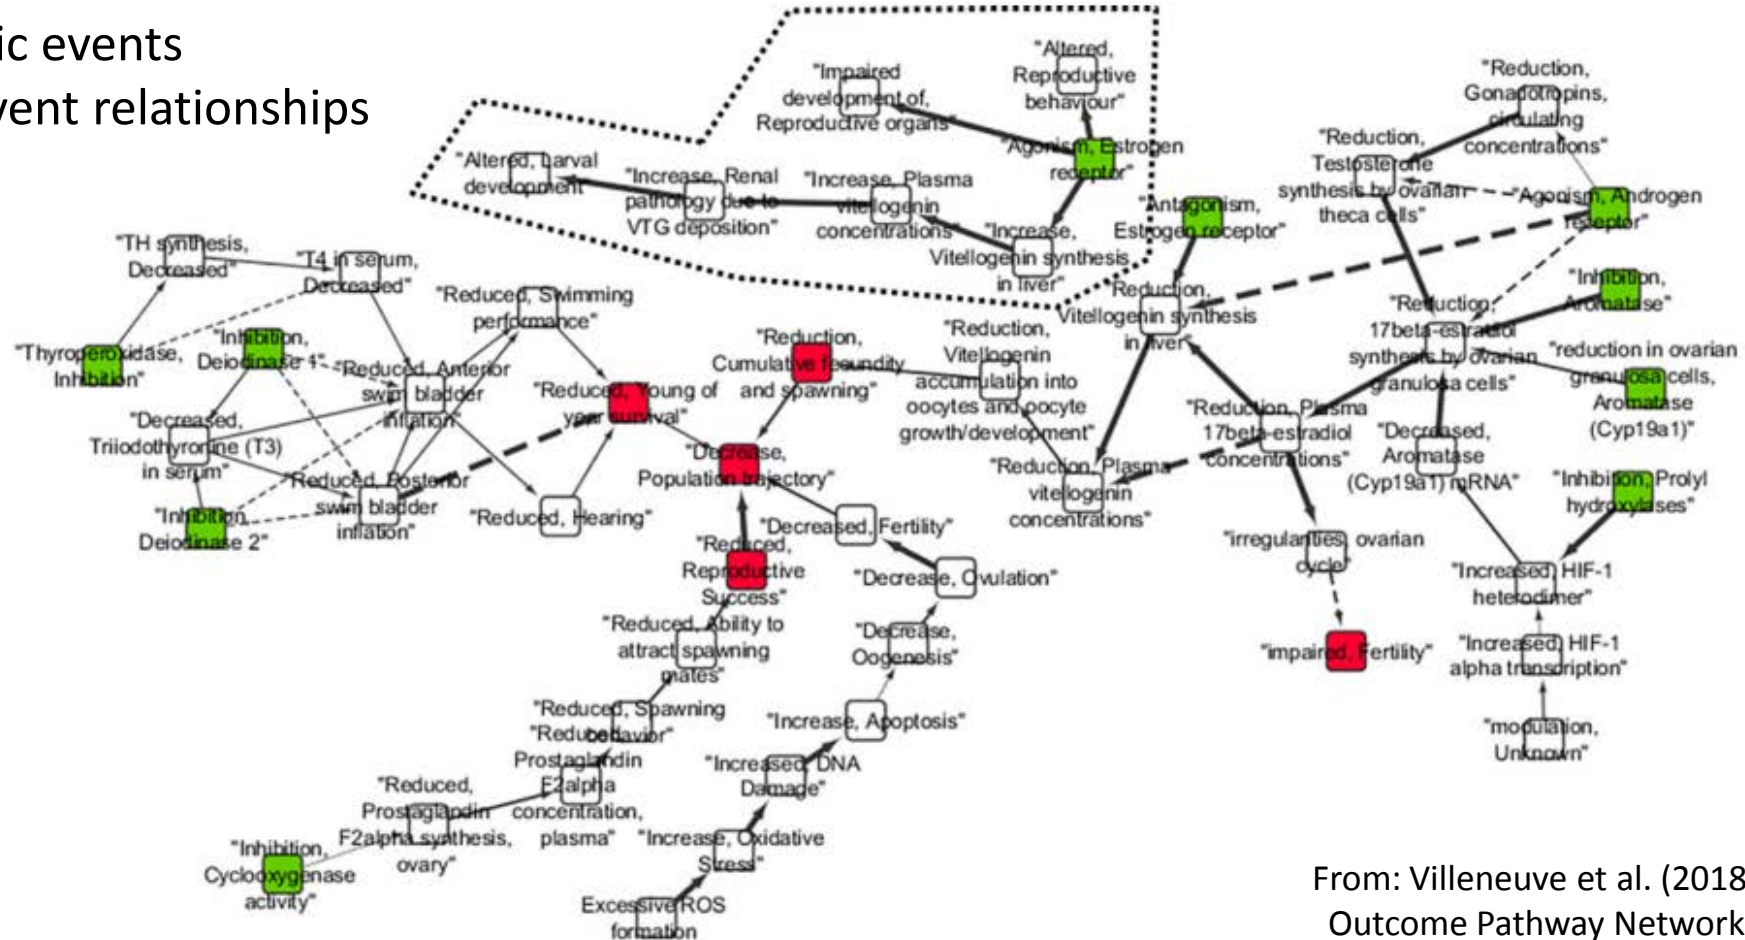 ic events
vent relationships
"Impaired
development of,
Reproductive organs"
"Altered,
Reproductive
behaviour"
"Agonism, Estrogen
receptor"
"Altered, Larval
development"
"Increase, Renal
pathology due to
VTG deposition"
"Increase, Plasma
vitellogenin
concentrations"
"Increase,
Vitellogenin synthesis
in liver"
"Antagonism,
Estrogen receptor"
"Reduction,
Gonadotropins,
circulating
concentrations"
"Reduction,
Testosterone
synthesis by ovarian
theca cells"
"Agonism, Androgen
receptor"
"TH synthesis,
Decreased"
"T4 in serum,
Decreased"
"Reduced, Swimming
performance"
"Thyroperoxidase,
Inhibition"
"Inhibition,
Deiodinase 1"
"Reduced, Anterior
swim bladder
inflation"
"Decreased,
Triiodothyronine (T3)
in serum"
"Reduced, Posterior
swim bladder
inflation"
"Inhibition,
Deiodinase 2"
"Reduced, Hearing"
"Reduced, Young of
year survival"
"Reduction,
Cumulative fecundity
and spawning"
"Decrease,
Population trajectory"
"Reduction,
Vitellogenin
accumulation into
oocytes and oocyte
growth/development"
"Reduction,
Vitellogenin synthesis
in liver"
"Reduction, Plasma
vitellogenin
concentrations"
"Reduction, Plasma
17beta-estradiol
concentrations"
"Reduction,
17beta-estradiol
synthesis by ovarian
granulosa cells"
"Inhibition,
Aromatase"
"reduction in ovarian
granulosa cells,
Aromatase
(Cyp19a1)"
"Decreased,
Aromatase
(Cyp19a1) mRNA"
"Inhibition, Prolyl
hydroxylases"
"irregularities, ovarian
cycle"
"impaired, Fertility"
"Increased, HIF-1
heterodimer"
"Increased, HIF-1
alpha transcription"
"modulation,
Unknown"
"Decreased, Fertility"
"Decrease, Ovulation"
"Decrease,
Oogenesis"
"Increase, Apoptosis"
"Increased, DNA
Damage"
"Increase, Oxidative
Stress"
Excessive ROS
formation
"Reduced,
Reproductive
Success"
"Reduced, Ability to
attract spawning
mates"
"Reduced, Spawning
behavior"
"Reduced,
Prostaglandin
F2alpha
concentration,
plasma"
"Reduced,
Prostaglandin
F2alpha synthesis,
ovary"
"Inhibition,
Cyclooxygenase
activity"
From: Villeneuve et al. (2018
Outcome Pathway Network